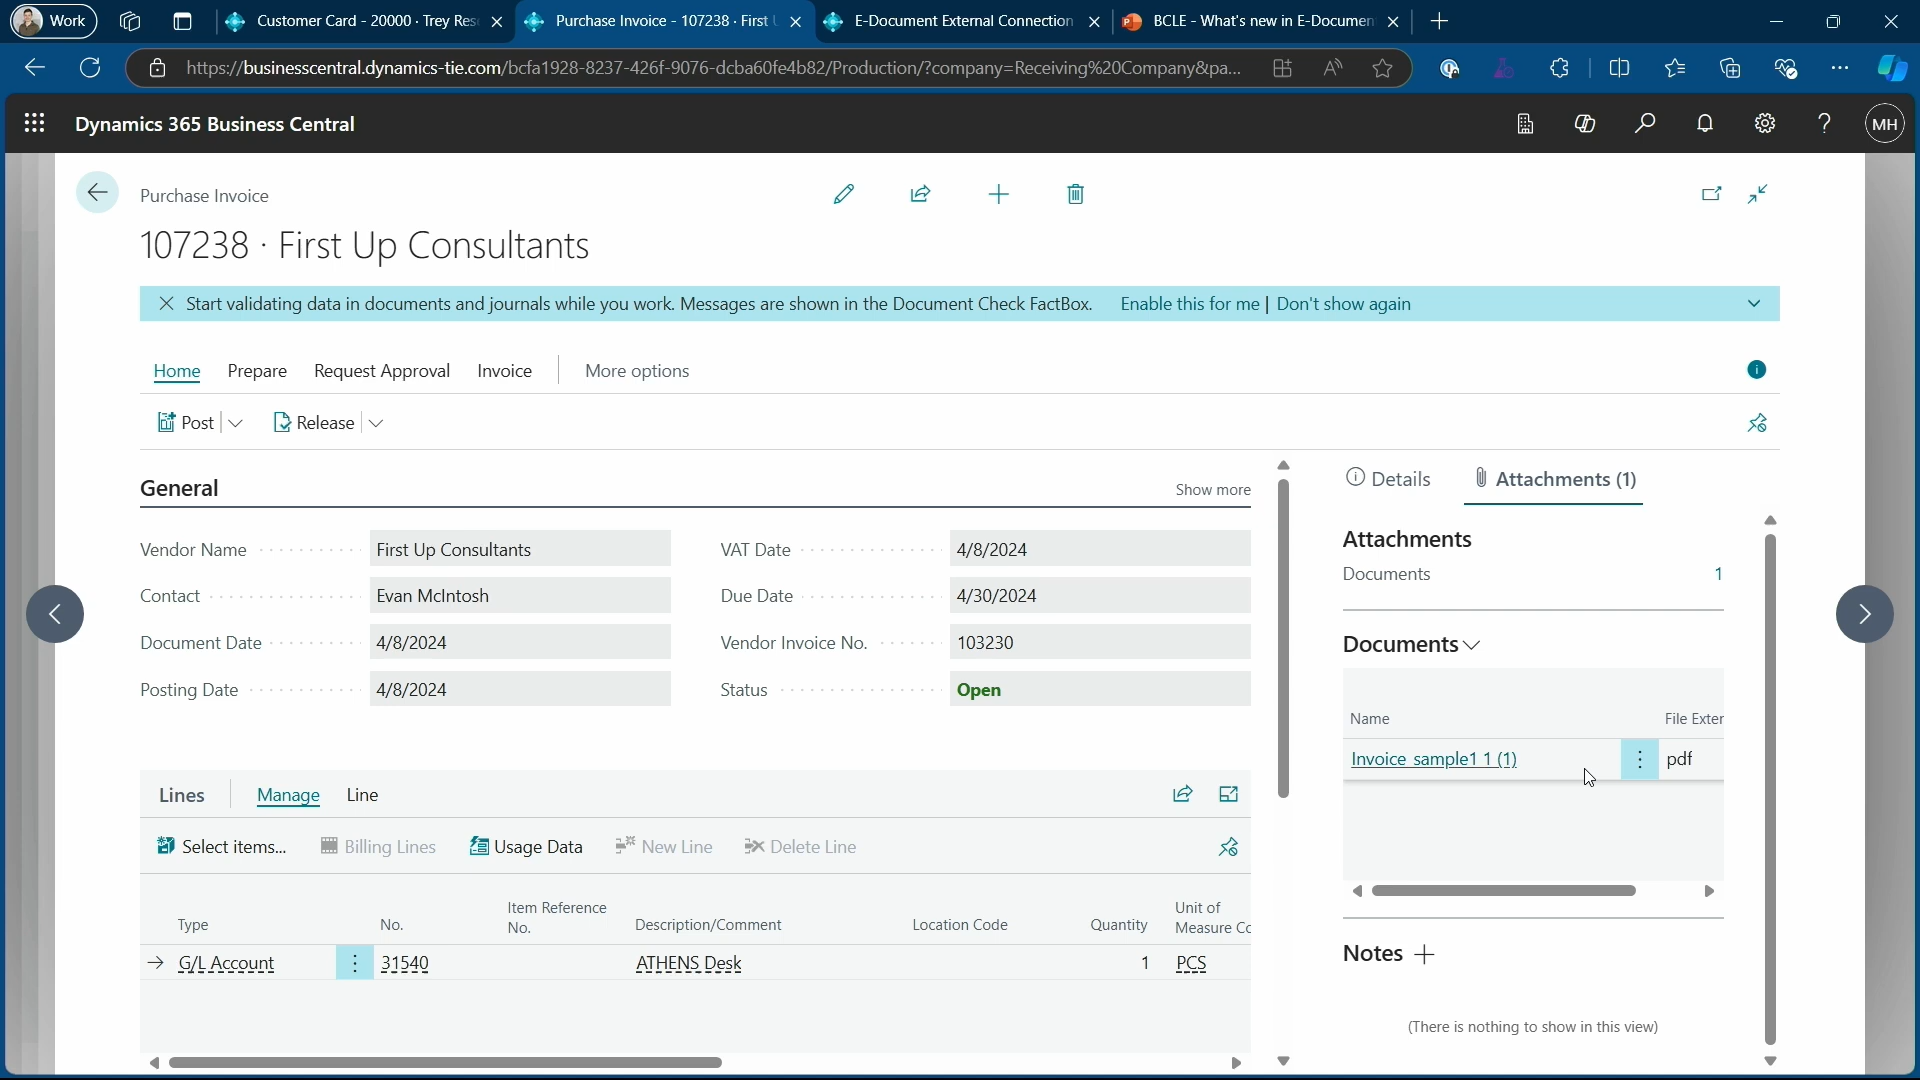 Work
Customer Card - 20000 · Trey Res
Purchase Invoice - 107238 · First U
E-Document External Connection
BCLE - What's new in E-Documen
https://businesscentral.dynamics-tie.com/bcfa1928-8237-426f-9076-dcba60fe4b82/Production/?company=Receiving%20Company&pa...
Dynamics 365 Business Central
MH
Purchase Invoice
107238 · First Up Consultants
Start validating data in documents and journals while you work. Messages are shown in the Document Check FactBox. Enable this for me | Don't show again
Home Prepare Request Approval Invoice More options
Post Release
General Show more
Vendor Name First Up Consultants
Contact Evan McIntosh
Document Date 4/8/2024
Posting Date 4/8/2024
VAT Date 4/8/2024
Due Date 4/30/2024
Vendor Invoice No. 103230
Status Open
Lines Manage Line
Select items... Billing Lines Usage Data New Line Delete Line
Type No. Item Reference No. Description/Comment Location Code Quantity Unit of Measure Cc
G/L Account 31540 ATHENS Desk 1 PCS
Details Attachments (1)
Attachments
Documents 1
Documents
Name File Exter
Invoice sample1 1 (1) pdf
Notes
(There is nothing to show in this view)